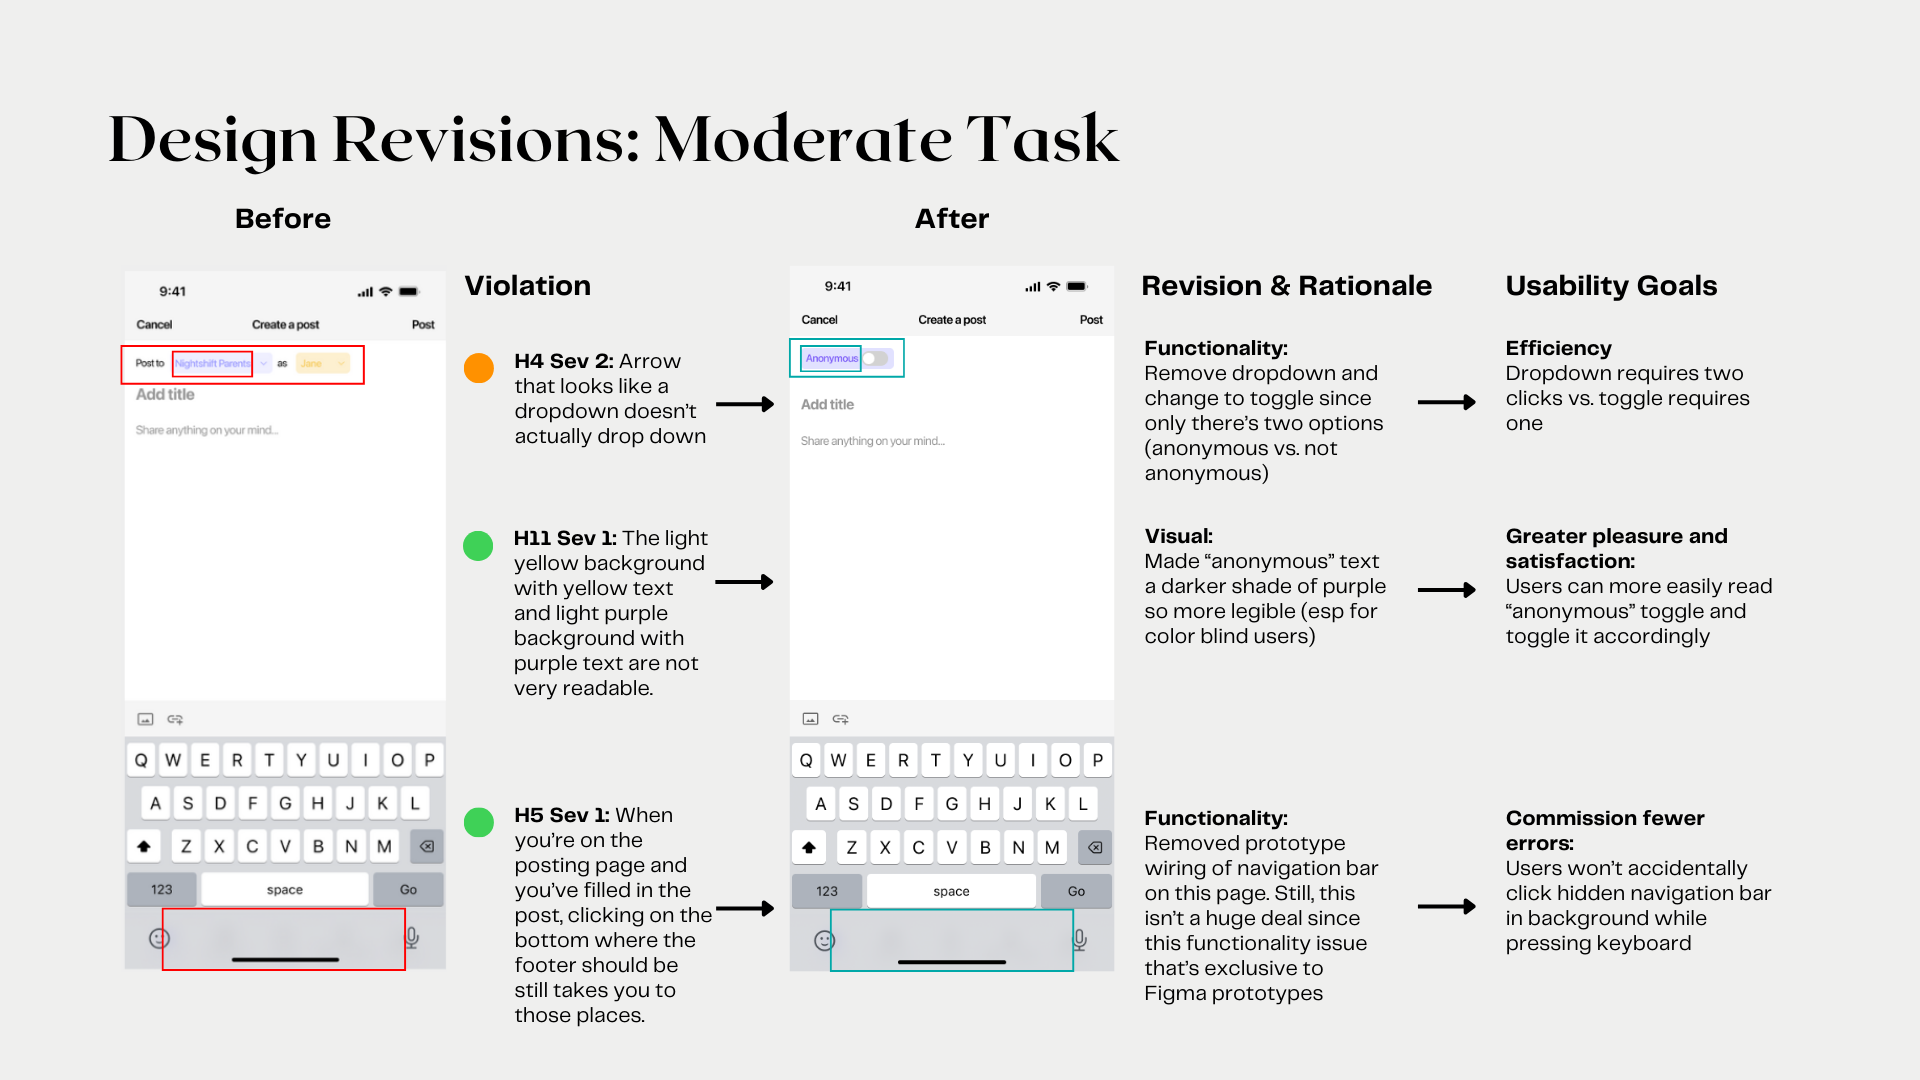 Design Revisions: Moderate Task
Before
9:41
Cancel Create a post Post
Post to Nightshift Parents as Jane
Add title
Share anything on your mind...
Q W E R T Y U I O P
A S D F G H J K L
Z X C V B N M
123 space Go
Violation
H4 Sev 2: Arrow
that looks like a
dropdown doesn't
actually drop down
H11 Sev 1: The light
yellow background
with yellow text
and light purple
background with
purple text are not
very readable.
H5 Sev 1: When
you're on the
posting page and
you've filled in the
post, clicking on the
bottom where the
footer should be
still takes you to
those places.
After
9:41
Cancel Create a post Post
Anonymous
Add title
Share anything on your mind...
Q W E R T Y U I O P
A S D F G H J K L
Z X C V B N M
123 space Go
Revision & Rationale
Functionality:
Remove dropdown and
change to toggle since
only there's two options
(anonymous vs. not
anonymous)
Visual:
Made “anonymous” text
a darker shade of purple
so more legible (esp for
color blind users)
Functionality:
Removed prototype
wiring of navigation bar
on this page. Still, this
isn't a huge deal since
this functionality issue
that's exclusive to
Figma prototypes
Usability Goals
Efficiency
Dropdown requires two
clicks vs. toggle requires
one
Greater pleasure and
satisfaction:
Users can more easily read
“anonymous” toggle and
toggle it accordingly
Commission fewer
errors:
Users won't accidentally
click hidden navigation bar
in background while
pressing keyboard